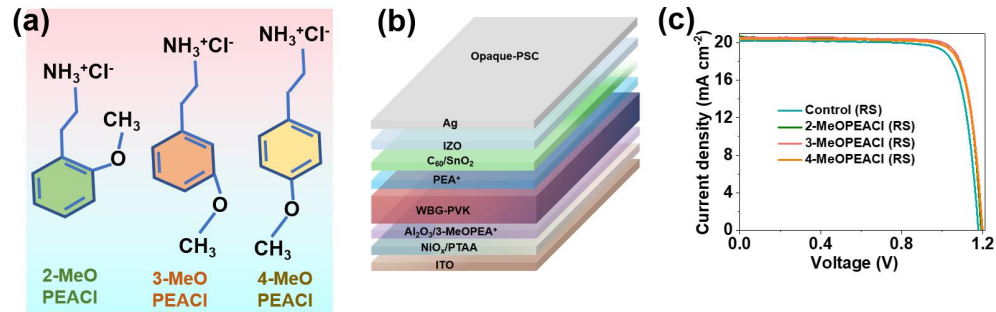 (a)
NH₃⁺Cl⁻
CH₃
O
2-MeO
PEACl
NH₃⁺Cl⁻
O
CH₃
3-MeO
PEACl
NH₃⁺Cl⁻
O
CH₃
4-MeO
PEACl
(b)
Opaque-PSC
Ag
IZO
C₆₀/SnO₂
PEA⁺
WBG-PVK
Al₂O₃/3-MeOPEA⁺
NiOₓ/PTAA
ITO
(c)
Current density (mA cm⁻²)
20
16
12
8
4
0
Control (RS)
2-MeOPEACl (RS)
3-MeOPEACl (RS)
4-MeOPEACl (RS)
0.0 0.4 0.8 1.2
Voltage (V)